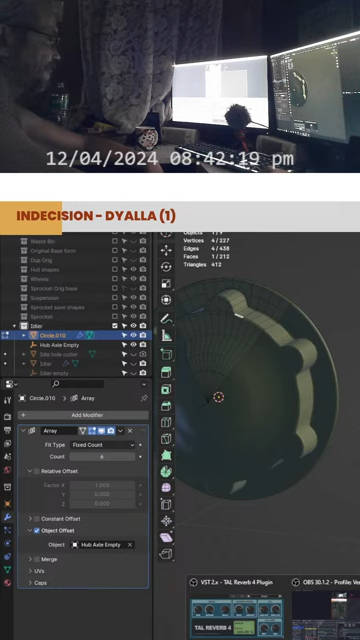 12/04/2024 08:42:19 pm
INDECISION - DYALLA (1)
Waste Bin
Original Base form
Dup Orig
Hull shapes
Wheels
Sprocket Orig base
Suspension
Sprocket save shapes
Sprocket
Idler
Circle.010
Hub Axle Empty
Idle hole cutter
Idler
Idler empty
Vertices 4 / 227
Edges 4 / 438
Faces 1 / 212
Triangles 412
Circle.010 > Array
+ Add Modifier
Array
Fit Type Fixed Count
Count 6
Relative Offset
Factor X 1.000
Y 0.000
Z 0.000
Constant Offset
Object Offset
Object Hub Axle Empty
Merge
UVs
Caps
VST 2.x - TAL Reverb 4 Plugin
TAL REVERB 4
OBS 30.1.2 - Profile: